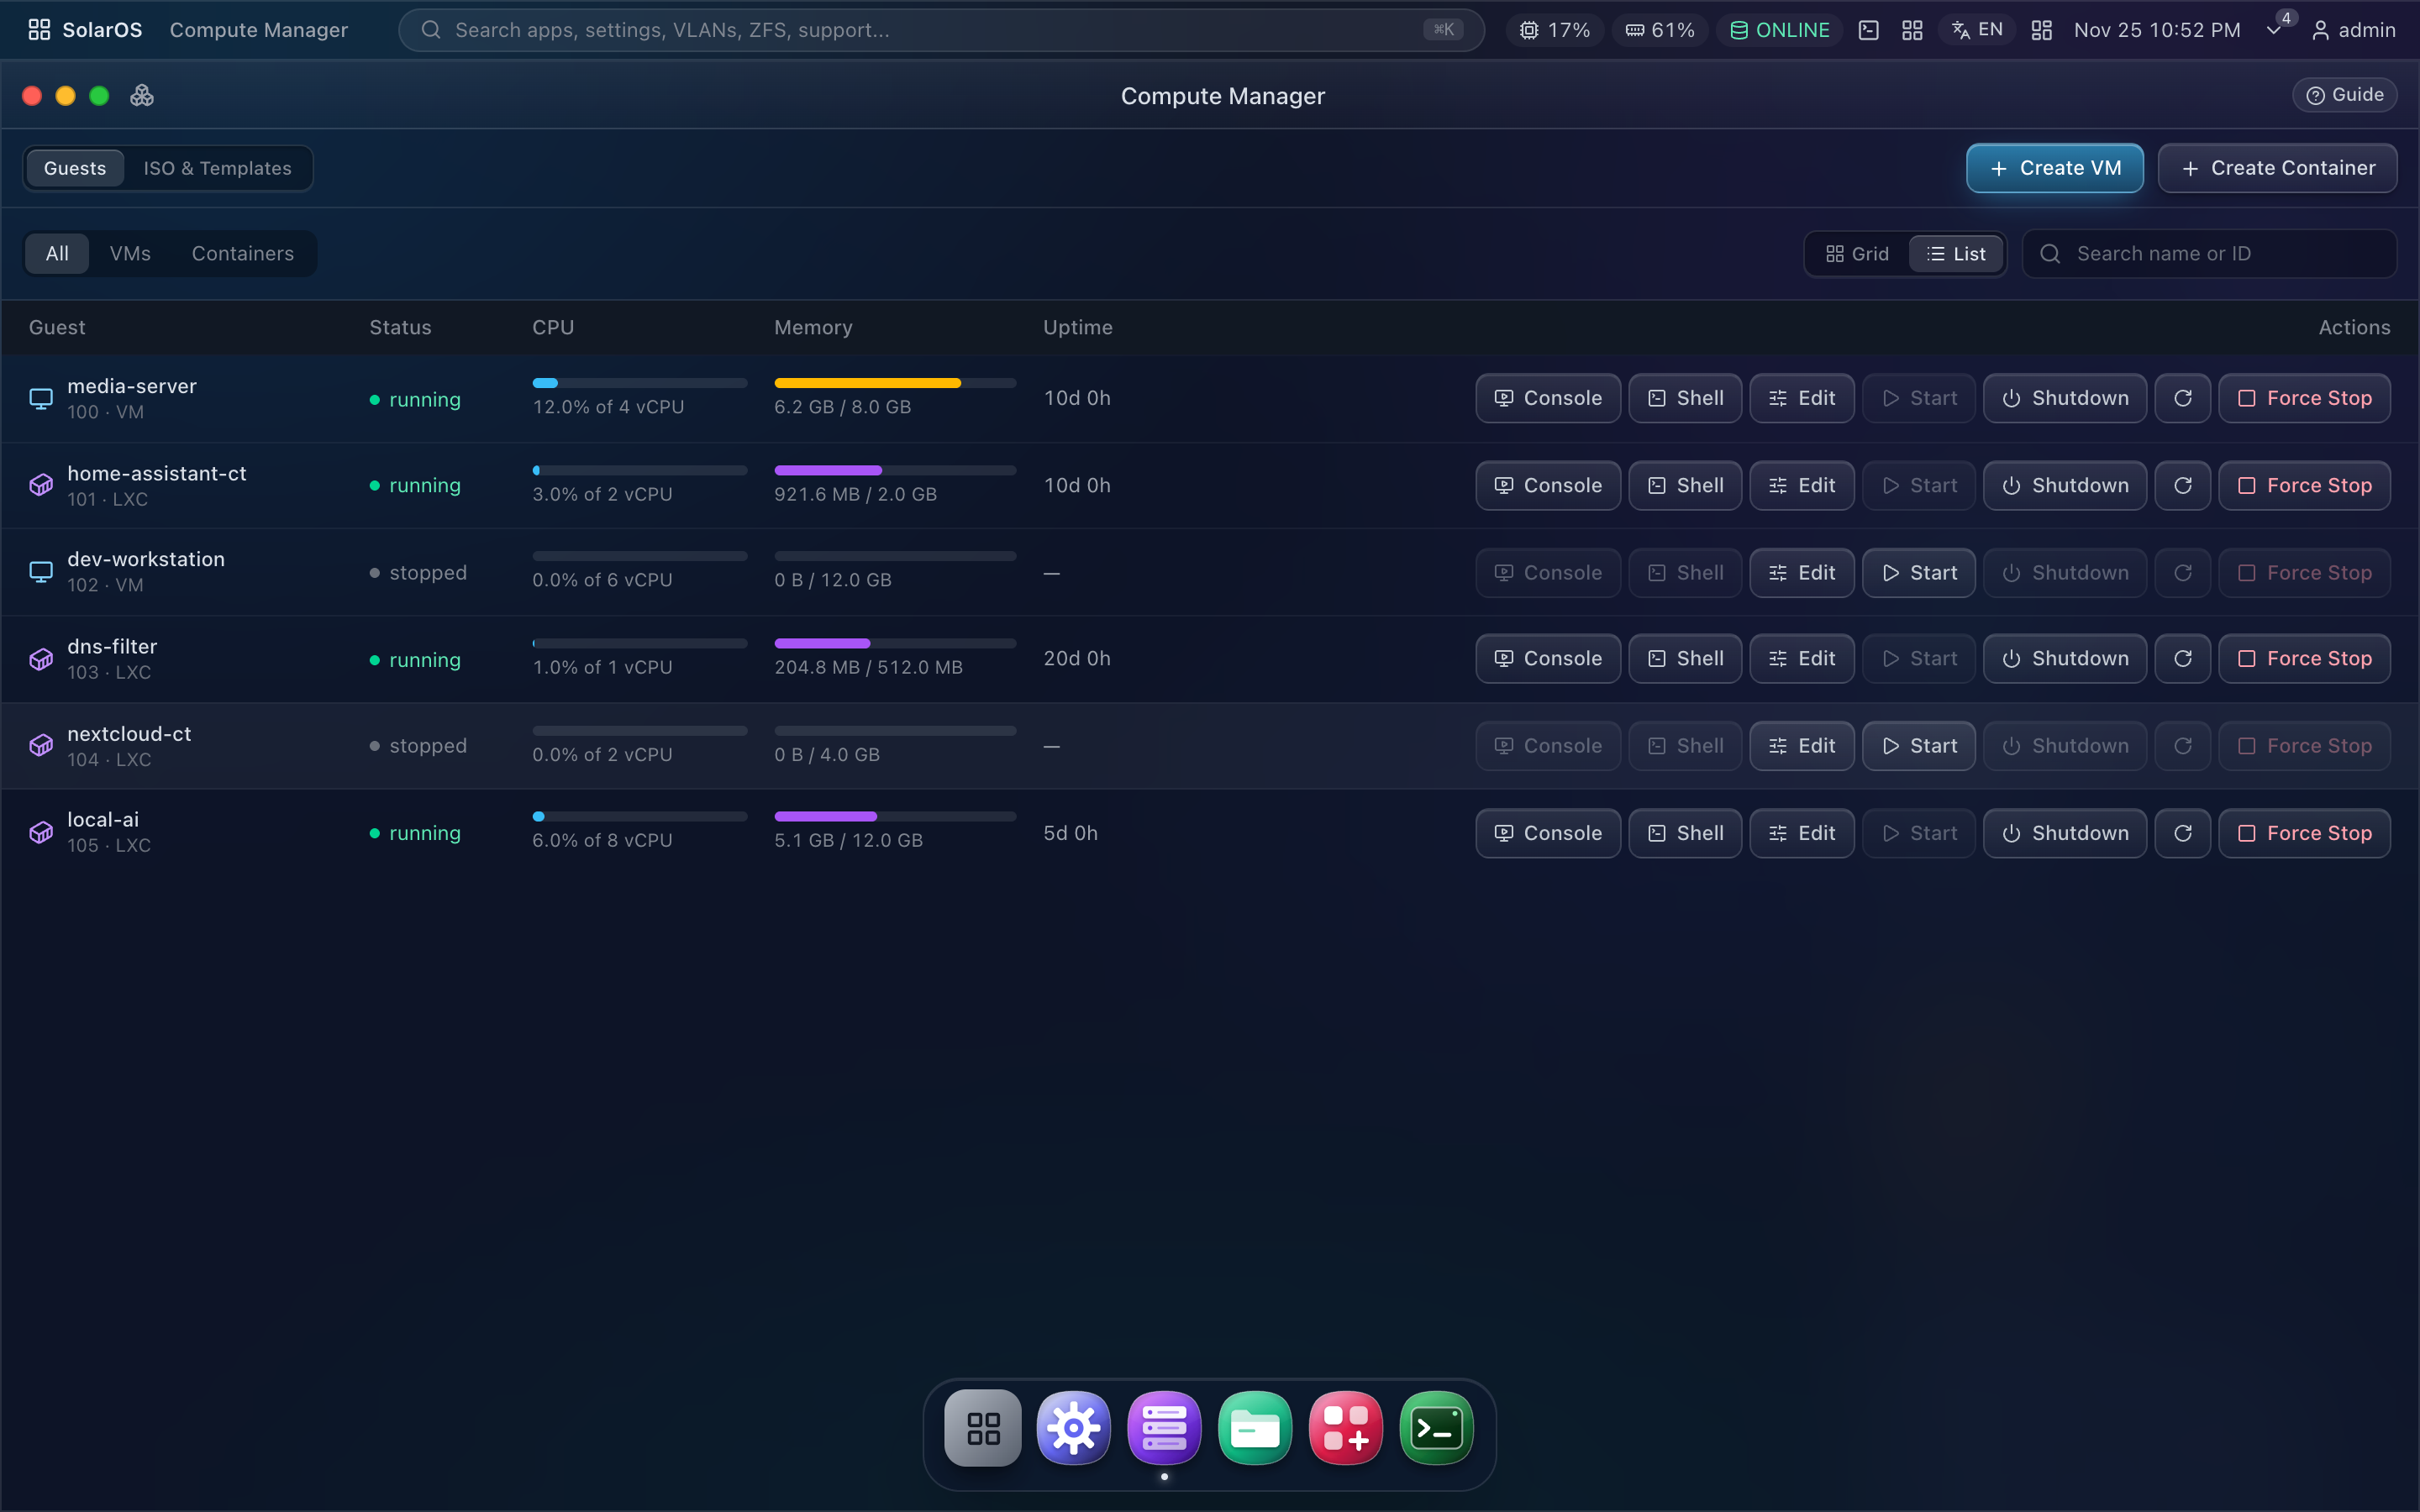 SolarOS Compute Manager Search apps, settings, VLANs, ZFS, support... ⌘K 17% 61% ONLINE EN Nov 25 10:52 PM 4 admin
Compute Manager Guide
Guests ISO & Templates + Create VM + Create Container
All VMs Containers Grid List Search name or ID
Guest Status CPU Memory Uptime Actions
media-server
100 · VM
running 12.0% of 4 vCPU 6.2 GB / 8.0 GB 10d 0h Console Shell Edit Start Shutdown Force Stop
home-assistant-ct
101 · LXC
running 3.0% of 2 vCPU 921.6 MB / 2.0 GB 10d 0h Console Shell Edit Start Shutdown Force Stop
dev-workstation
102 · VM
stopped 0.0% of 6 vCPU 0 B / 12.0 GB — Console Shell Edit Start Shutdown Force Stop
dns-filter
103 · LXC
running 1.0% of 1 vCPU 204.8 MB / 512.0 MB 20d 0h Console Shell Edit Start Shutdown Force Stop
nextcloud-ct
104 · LXC
stopped 0.0% of 2 vCPU 0 B / 4.0 GB — Console Shell Edit Start Shutdown Force Stop
local-ai
105 · LXC
running 6.0% of 8 vCPU 5.1 GB / 12.0 GB 5d 0h Console Shell Edit Start Shutdown Force Stop